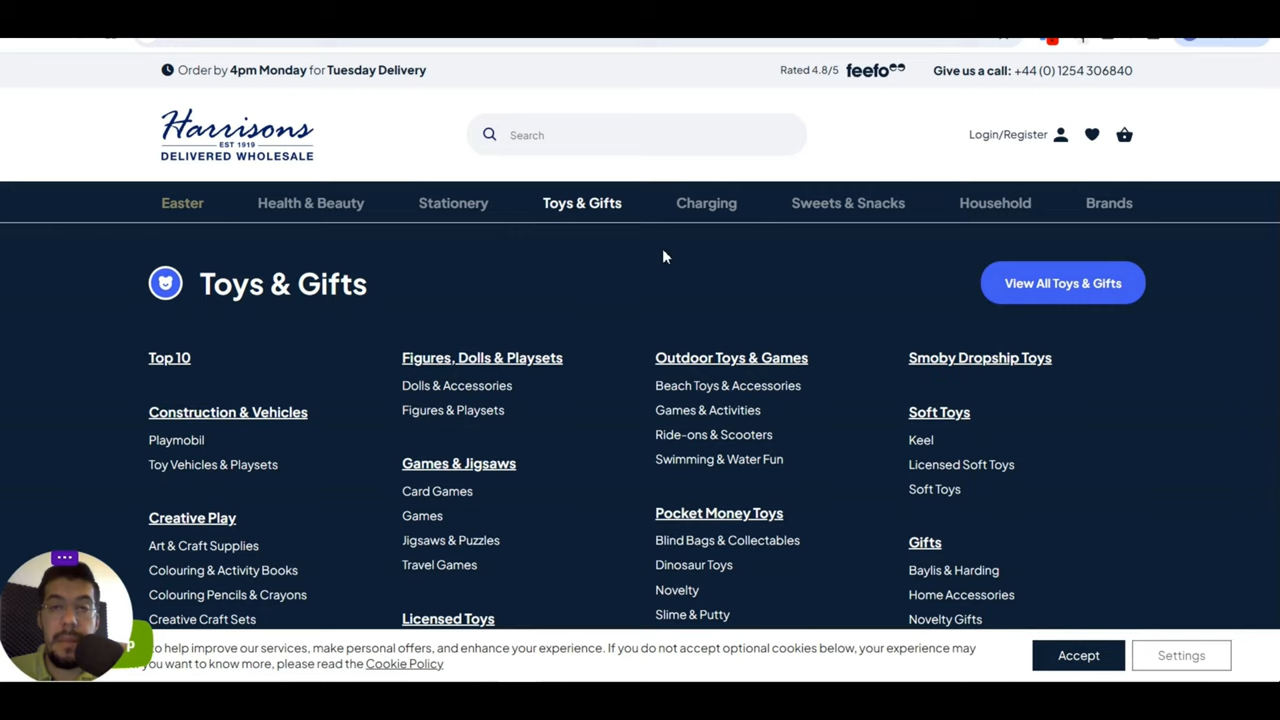 Order by 4pm Monday for Tuesday Delivery
Rated 4.8/5 feefo
Give us a call: +44 (0) 1254 306840
Harrisons
EST 1919
DELIVERED WHOLESALE
Search
Login/Register
Easter
Health & Beauty
Stationery
Toys & Gifts
Charging
Sweets & Snacks
Household
Brands
Toys & Gifts
View All Toys & Gifts
Top 10
Construction & Vehicles
Playmobil
Toy Vehicles & Playsets
Creative Play
Art & Craft Supplies
Colouring & Activity Books
Colouring Pencils & Crayons
Creative Craft Sets
Figures, Dolls & Playsets
Dolls & Accessories
Figures & Playsets
Games & Jigsaws
Card Games
Games
Jigsaws & Puzzles
Travel Games
Licensed Toys
Outdoor Toys & Games
Beach Toys & Accessories
Games & Activities
Ride-ons & Scooters
Swimming & Water Fun
Pocket Money Toys
Blind Bags & Collectables
Dinosaur Toys
Novelty
Slime & Putty
Smoby Dropship Toys
Soft Toys
Keel
Licensed Soft Toys
Soft Toys
Gifts
Baylis & Harding
Home Accessories
Novelty Gifts
to help improve our services, make personal offers, and enhance your experience. If you do not accept optional cookies below, your experience may
you want to know more, please read the Cookie Policy
Accept
Settings